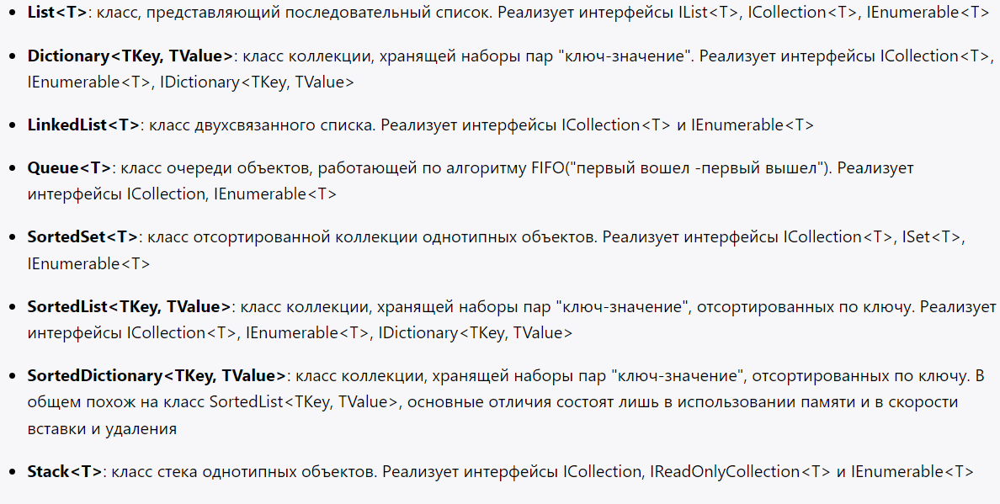 • List<T>: класс, представляющий последовательный список. Реализует интерфейсы IList<T>, ICollection<T>, IEnumerable<T>
• Dictionary<TKey, TValue>: класс коллекции, хранящей наборы пар "ключ-значение". Реализует интерфейсы ICollection<T>,
IEnumerable<T>, IDictionary<TKey, TValue>
• LinkedList<T>: класс двухсвязанного списка. Реализует интерфейсы ICollection<T> и IEnumerable<T>
• Queue<T>: класс очереди объектов, работающей по алгоритму FIFO("первый вошел -первый вышел"). Реализует
интерфейсы ICollection, IEnumerable<T>
• SortedSet<T>: класс отсортированной коллекции однотипных объектов. Реализует интерфейсы ICollection<T>, ISet<T>,
IEnumerable<T>
• SortedList<TKey, TValue>: класс коллекции, хранящей наборы пар "ключ-значение", отсортированных по ключу. Реализует
интерфейсы ICollection<T>, IEnumerable<T>, IDictionary<TKey, TValue>
• SortedDictionary<TKey, TValue>: класс коллекции, хранящей наборы пар "ключ-значение", отсортированных по ключу. В
общем похож на класс SortedList<TKey, TValue>, основные отличия состоят лишь в использовании памяти и в скорости
вставки и удаления
• Stack<T>: класс стека однотипных объектов. Реализует интерфейсы ICollection, IReadOnlyCollection<T> и IEnumerable<T>